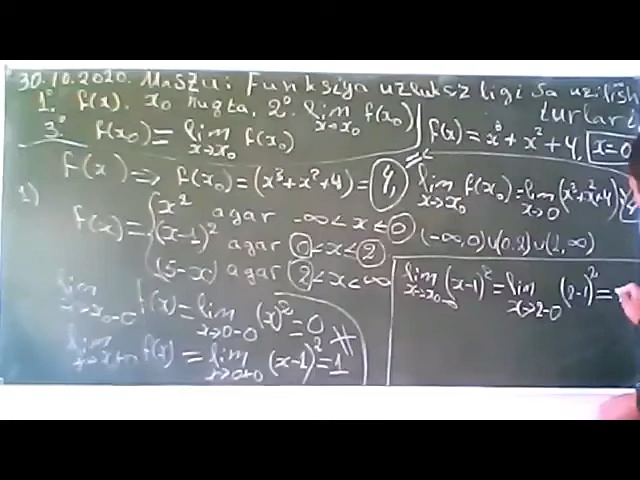 30.10.2020. Mavzu: Funksiya uzluksizligi va uzilish
turlari
1° f(x), x₀ nuqta, 2° lim f(x₀)
x→x₀
3° f(x₀) = lim f(x₀)
x→x₀
f(x) = x³ + x² + 4, x=0
f(x) => f(x₀) = (x³+x²+4) = 4,
lim f(x₀) = lim (x³+x²+4)
x→x₀ x→0
1) f(x) = { x² agar -∞ < x ≤ 0
(x-1)² agar 0 < x ≤ 2
(5-x) agar 2 < x < ∞
(-∞,0)∪(0,2)∪(2,∞)
lim f(x) = lim (x)² = 0
x→x₀-0 x→0-0
lim f(x) = lim (x-1)² = 1
x→0+0
lim (x-1)² = lim (2-1)² =
x→2-0